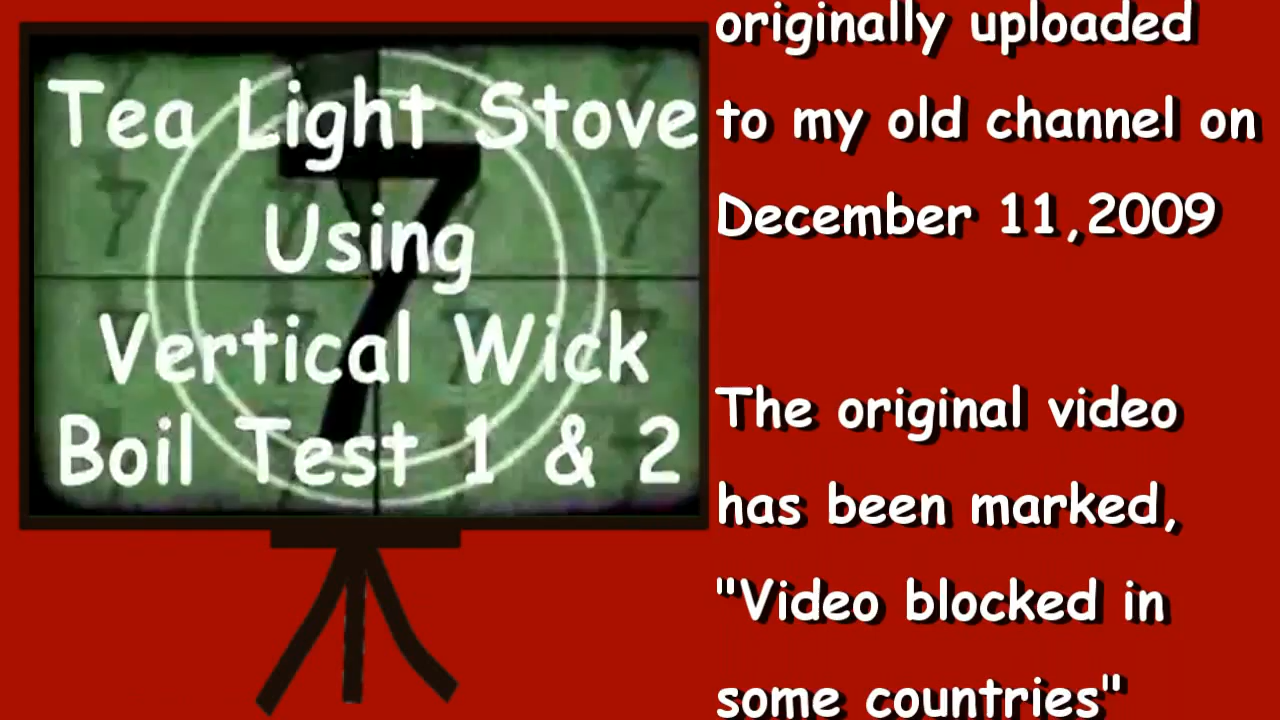 Tea Light Stove
Using
Vertical Wick
Boil Test 1 & 2
7
originally uploaded
to my old channel on
December 11,2009
The original video
has been marked,
"Video blocked in
some countries"